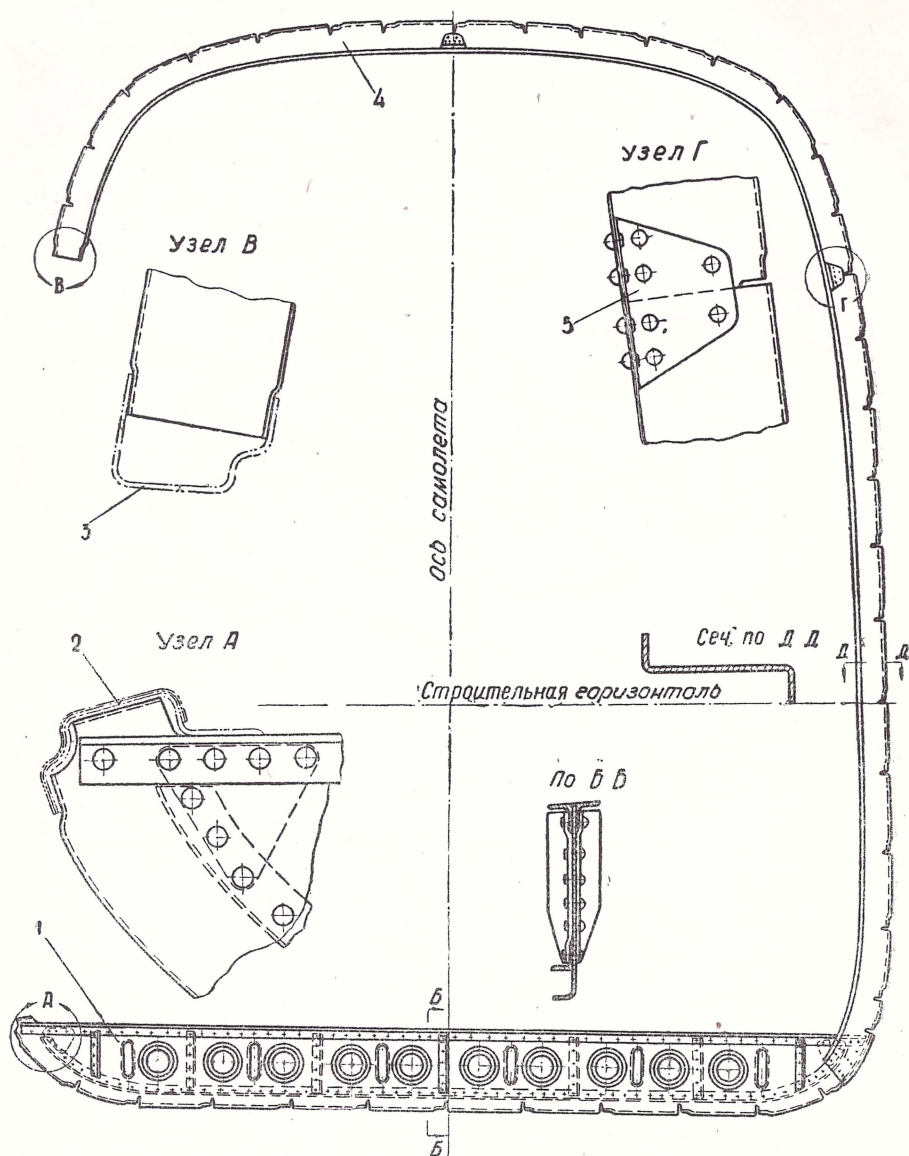 4
Узел Г
Узел В
В
Г
5
ось самолета
3
2
Узел А
Сеч. по Д Д
Д
Д
Строительная горизонталь
По Б Б
1
А
Б
Б